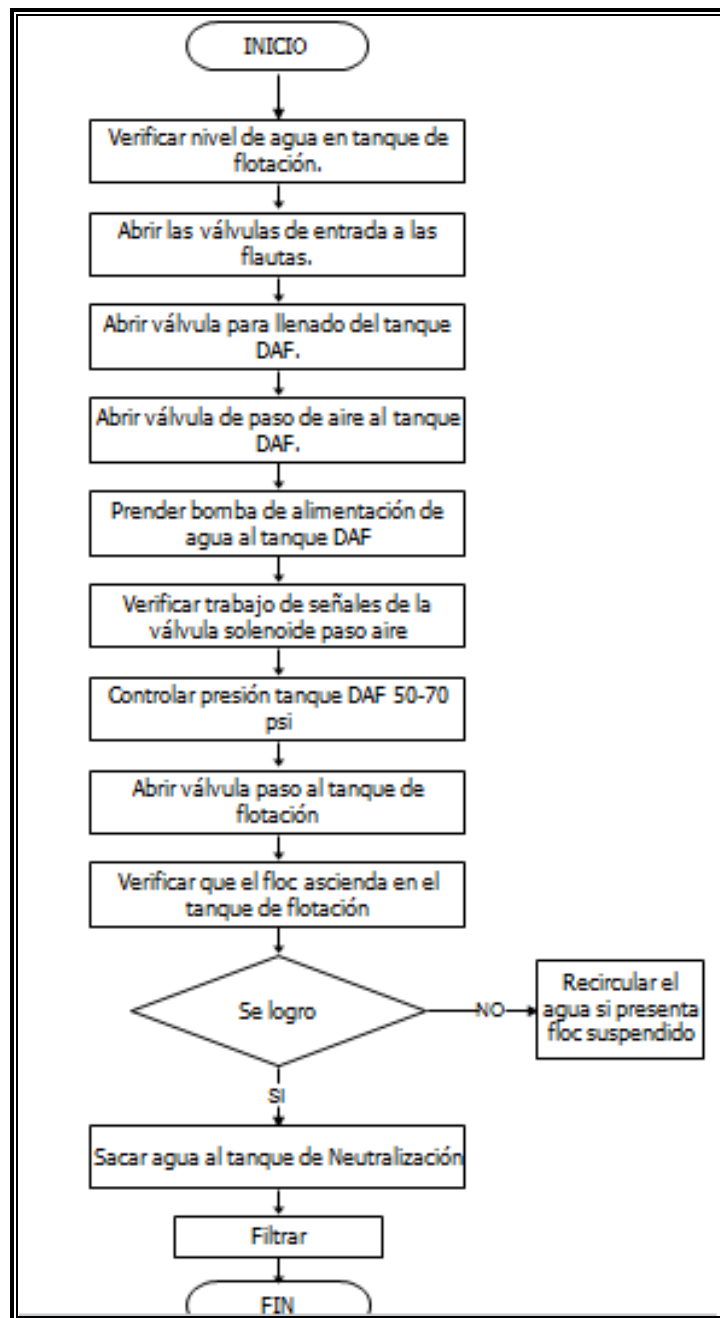 INICIO
Verificar nivel de agua en tanque de
flotación.
Abrir las válvulas de entrada a las
flautas.
Abrir válvula para llenado del tanque
DAF.
Abrir válvula de paso de aire al tanque
DAF.
Prender bomba de alimentación de
agua al tanque DAF
Verificar trabajo de señales de la
válvula solenoide paso aire
Controlar presión tanque DAF 50-70
psi
Abrir válvula paso al tanque de
flotación
Verificar que el floc ascienda en el
tanque de flotación
Se logro
NO
Recircular el
agua si presenta
floc suspendido
SI
Sacar agua al tanque de Neutralización
Filtrar
FIN